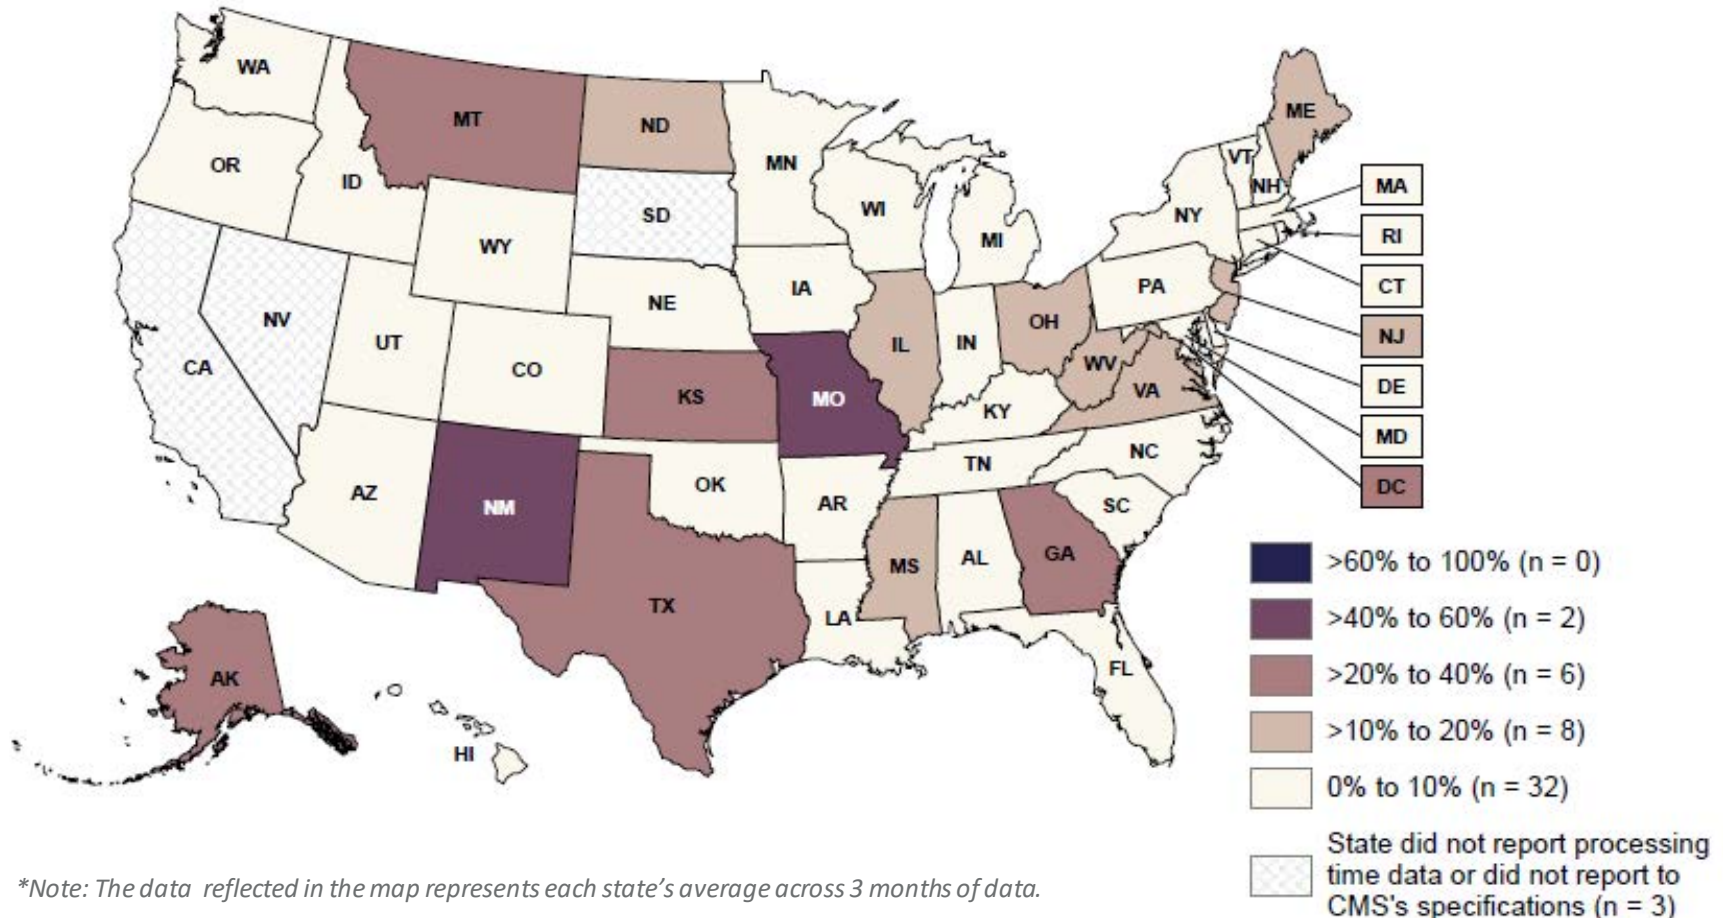 WA
MT
ND
ME
MN
VT
OR
ID
NH
MA
WI
SD
NY
RI
WY
MI
CT
PA
IA
NE
NV
OH
NJ
UT
IN
IL
WV
CA
CO
DE
VA
KS
MO
KY
MD
NC
TN
OK
DC
AZ
AR
SC
NM
GA
AL
MS
TX
LA
FL
AK
HI
>60% to 100% (n = 0)
>40% to 60% (n = 2)
>20% to 40% (n = 6)
>10% to 20% (n = 8)
0% to 10% (n = 32)
State did not report processing
time data or did not report to
CMS's specifications (n = 3)
*Note: The data reflected in the map represents each state's average across 3 months of data.